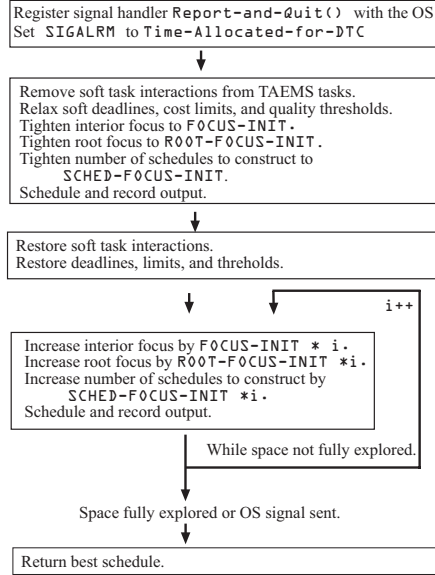 Register signal handler Report-and-Quit() with the OS
Set SIGALRM to Time-Allocated-for-DTC
Remove soft task interactions from TAEMS tasks.
Relax soft deadlines, cost limits, and quality thresholds.
Tighten interior focus to FOCUS-INIT.
Tighten root focus to ROOT-FOCUS-INIT.
Tighten number of schedules to construct to
SCHED-FOCUS-INIT.
Schedule and record output.
Restore soft task interactions.
Restore deadlines, limits, and threholds.
i++
Increase interior focus by FOCUS-INIT * i.
Increase root focus by ROOT-FOCUS-INIT *i.
Increase number of schedules to construct by
SCHED-FOCUS-INIT *i.
Schedule and record output.
While space not fully explored.
Space fully explored or OS signal sent.
Return best schedule.